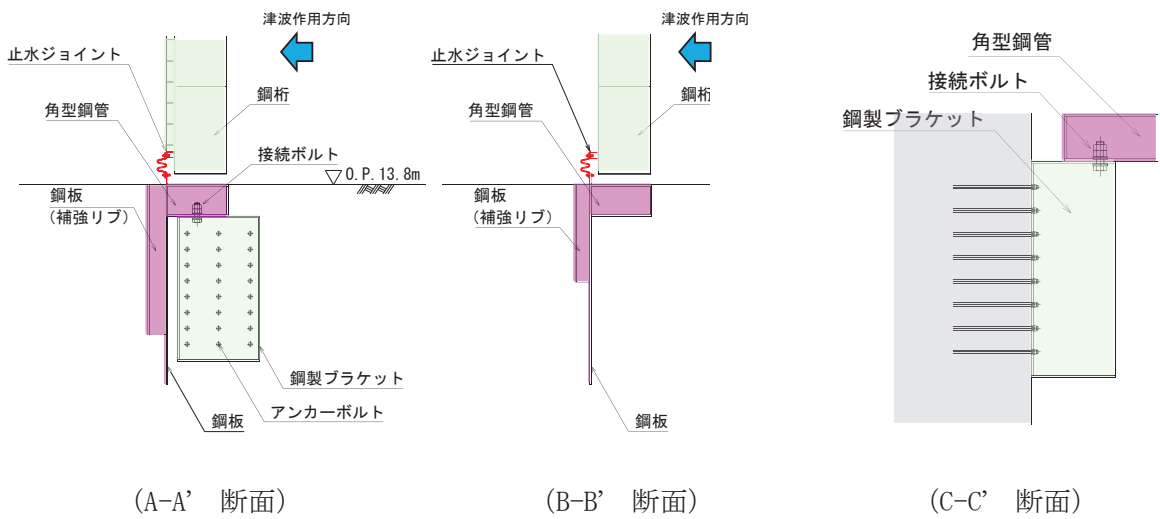 津波作用方向
止水ジョイント
鋼桁
角型鋼管
接続ボルト
O.P.13.8m
鋼板
(補強リブ)
鋼製ブラケット
アンカーボルト
鋼板
(A-A’ 断面)
津波作用方向
止水ジョイント
鋼桁
角型鋼管
鋼板
(補強リブ)
鋼板
(B-B’ 断面)
角型鋼管
接続ボルト
鋼製ブラケット
(C-C’ 断面)